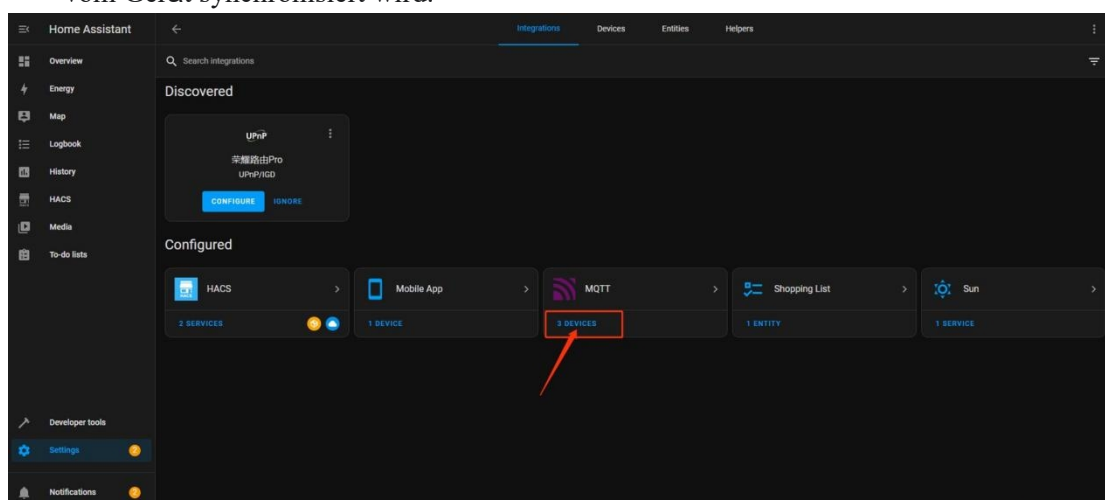 vom Gerät synchronisiert wird.
Home Assistant
Integrations Devices Entities Helpers
Overview
Search integrations
Energy
Discovered
Map
Logbook
UPnP
History
荣耀路由Pro
UPnP/IGD
HACS
CONFIGURE IGNORE
Media
To-do lists
Configured
HACS
Mobile App
MQTT
Shopping List
Sun
2 SERVICES
1 DEVICE
3 DEVICES
1 ENTITY
1 SERVICE
Developer tools
Settings 2
Notifications 2